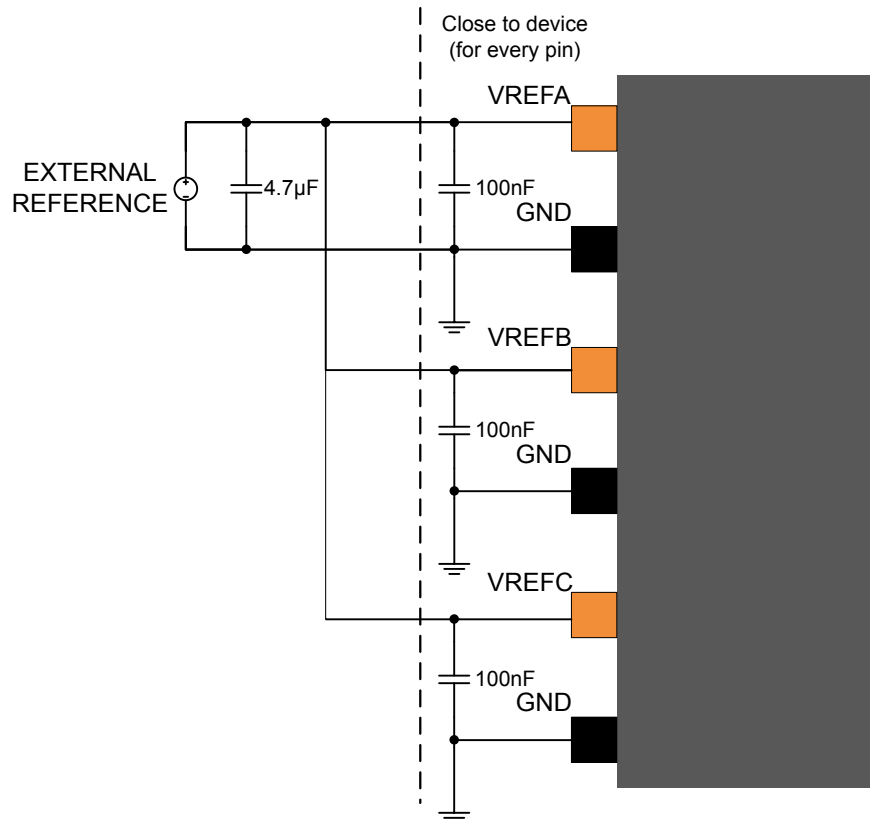 Close to device
(for every pin)
VREFA
EXTERNAL
REFERENCE
4.7µF
100nF
GND
VREFB
100nF
GND
VREFC
100nF
GND